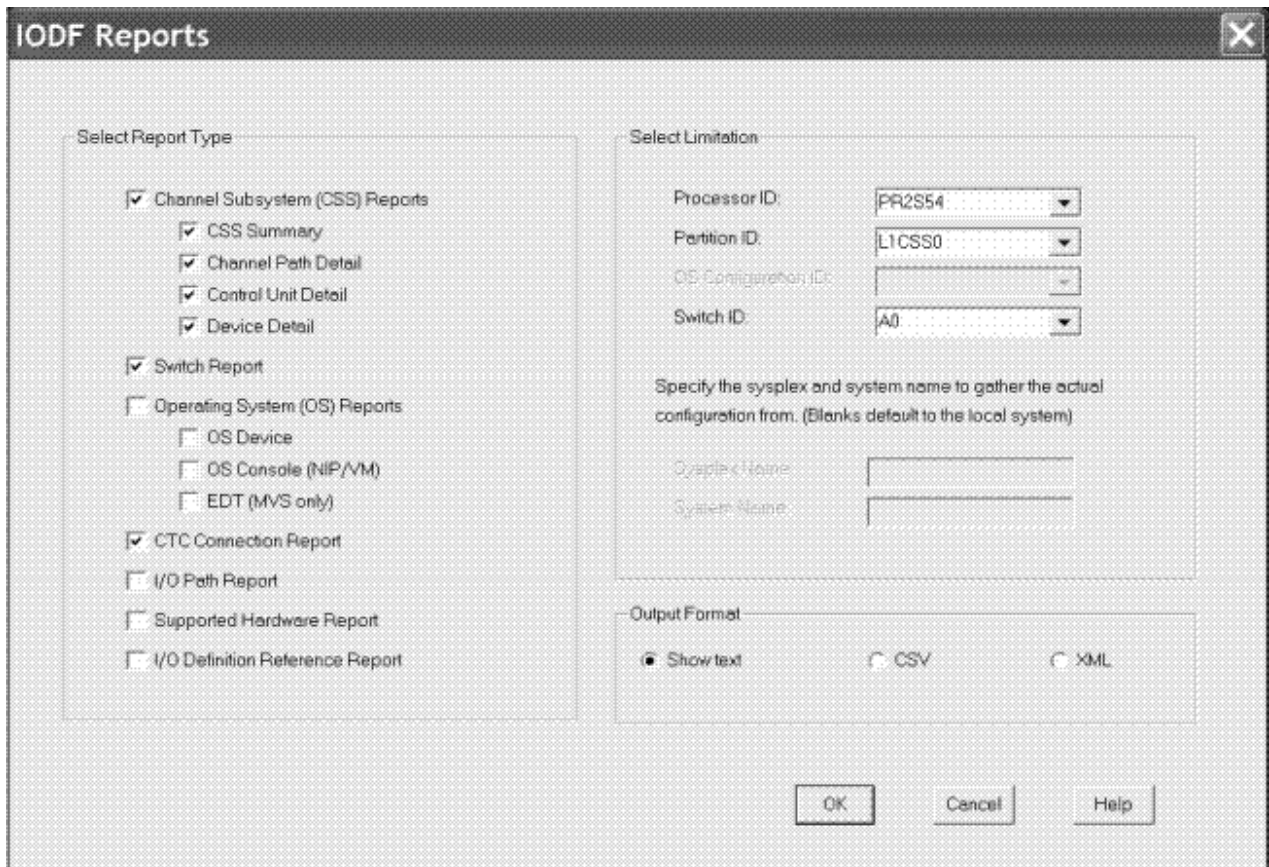 IODF Reports
Select Report Type
Channel Subsystem (CSS) Reports
CSS Summary
Channel Path Detail
Control Unit Detail
Device Detail
Switch Report
Operating System (OS) Reports
OS Device
OS Console (NIP/VM)
EDT (MVS only)
CTC Connection Report
I/O Path Report
Supported Hardware Report
I/O Definition Reference Report
Select Limitation
Processor ID: PR2S54
Partition ID: L1CSS0
OS Configuration ID:
Switch ID: A0
Specify the sysplex and system name to gather the actual
configuration from. (Blanks default to the local system)
Sysplex Name:
System Name:
Output Format
Show text CSV XML
OK Cancel Help